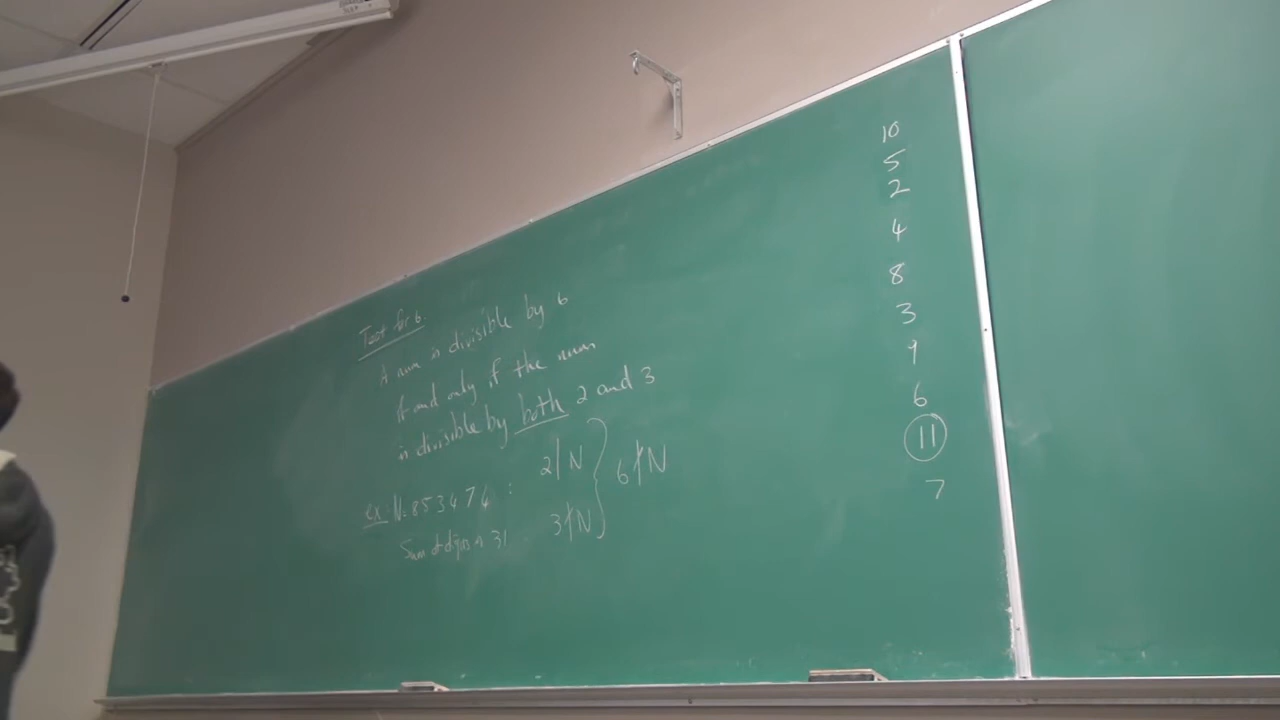 Test for 6.
A num is divisible by 6
if and only if the num
is divisible by both 2 and 3
ex: N=853474 : 2|N } 6∤N
Sum of digits is 31 3∤N
10
5
2
4
8
3
9
6
11
7